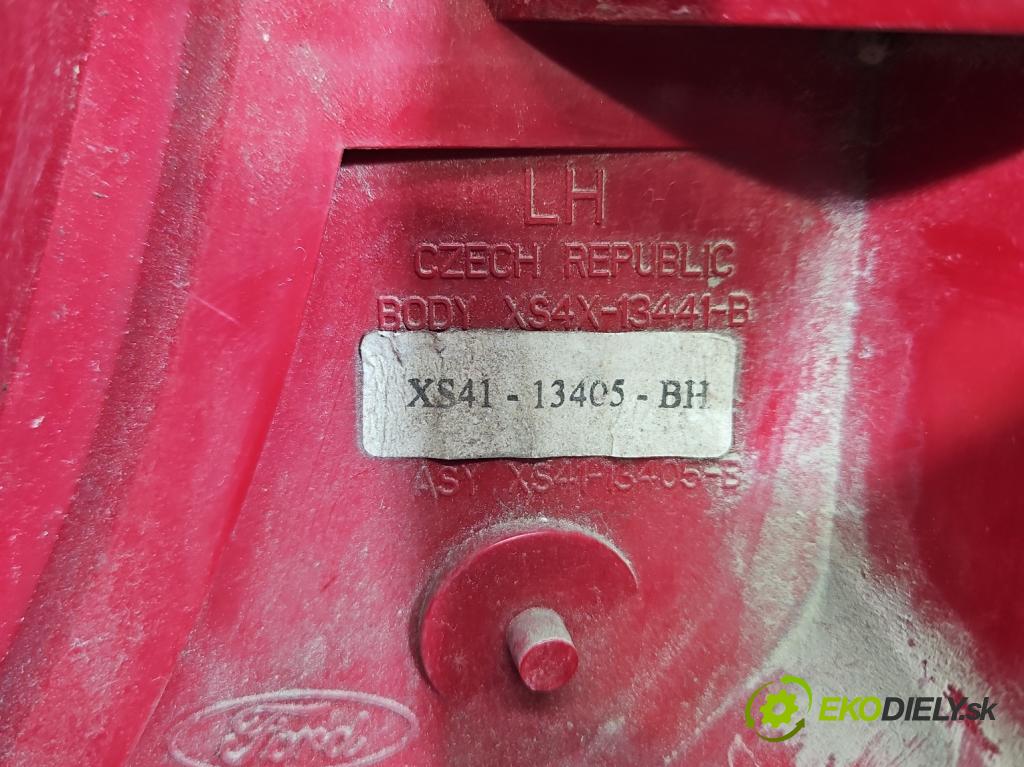 LH
CZECH REPUBLIC
BODY XS4X-13441-B
XS41 - 13405 - BH
ASY XS41-13405-B
Ford
EKODIELY.sk